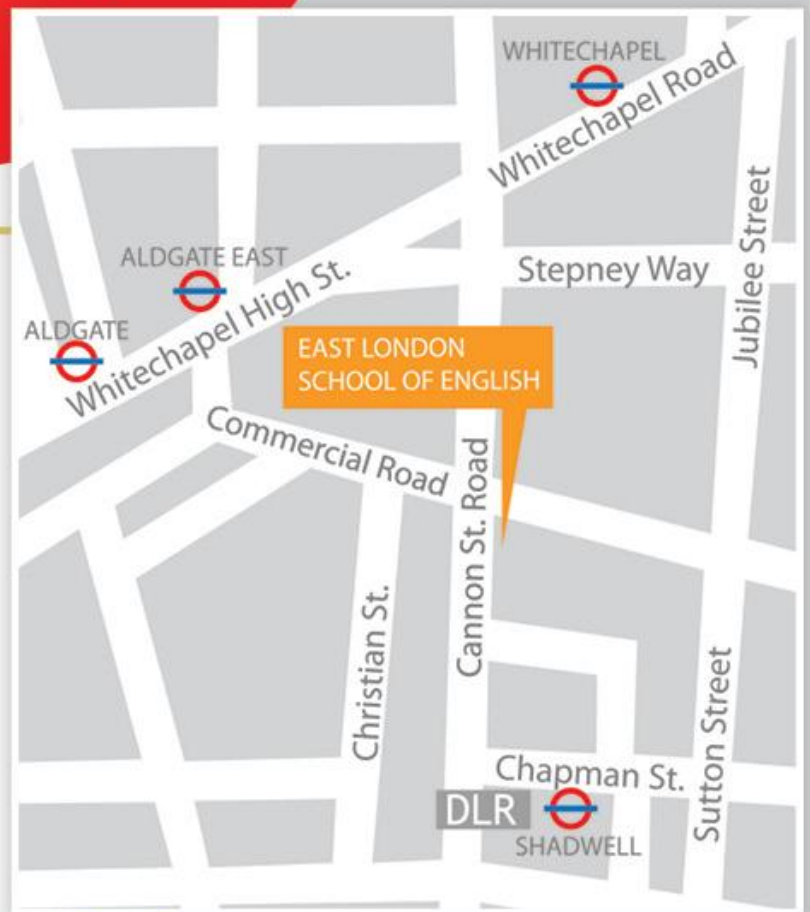 WHITECHAPEL
Whitechapel Road
Jubilee Street
ALDGATE EAST
Stepney Way
Whitechapel High St.
ALDGATE
EAST LONDON
SCHOOL OF ENGLISH
Commercial Road
Cannon St. Road
Christian St.
Sutton Street
Chapman St.
DLR
SHADWELL